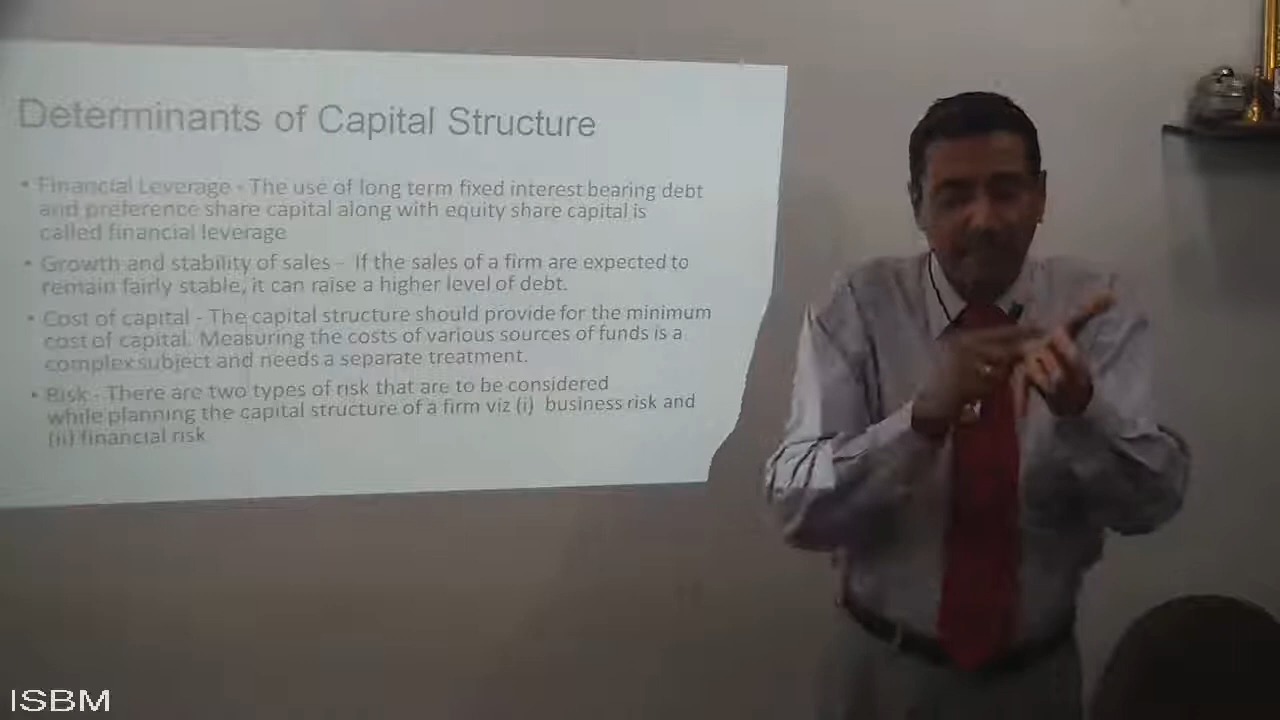 Determinants of Capital Structure
• Financial Leverage - The use of long term fixed interest bearing debt
and preference share capital along with equity share capital is
called financial leverage
• Growth and stability of sales - If the sales of a firm are expected to
remain fairly stable, it can raise a higher level of debt.
• Cost of capital - The capital structure should provide for the minimum
cost of capital. Measuring the costs of various sources of funds is a
complex subject and needs a separate treatment.
• Risk - There are two types of risk that are to be considered
while planning the capital structure of a firm viz (i) business risk and
(ii) financial risk
ISBM